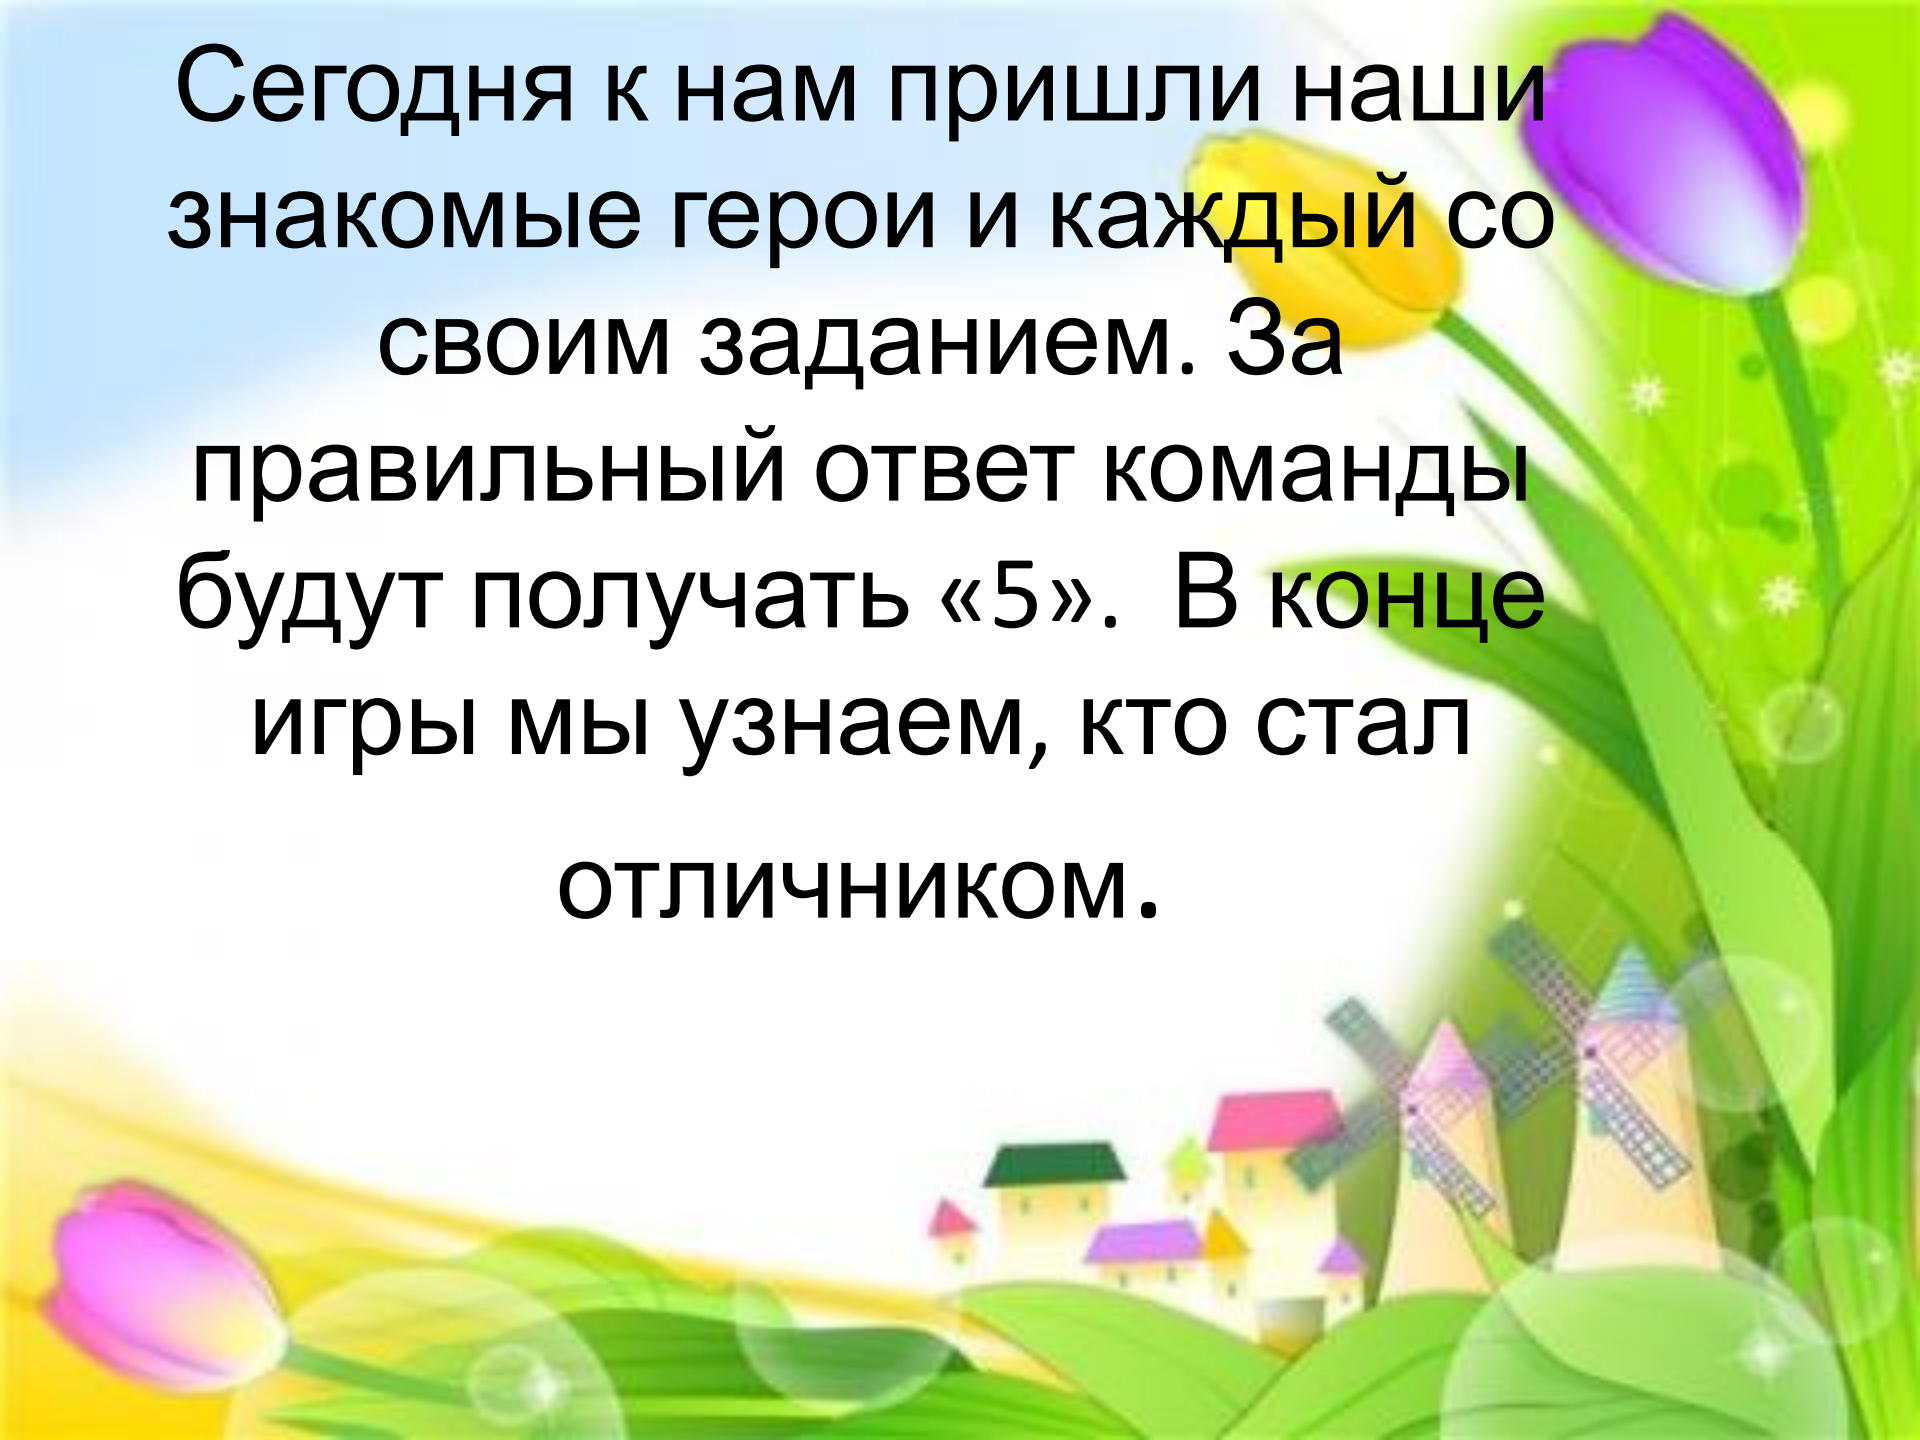 Сегодня к нам пришли наши
знакомые герои и каждый со
своим заданием. За
правильный ответ команды
будут получать «5».  В конце
игры мы узнаем, кто стал
отличником.